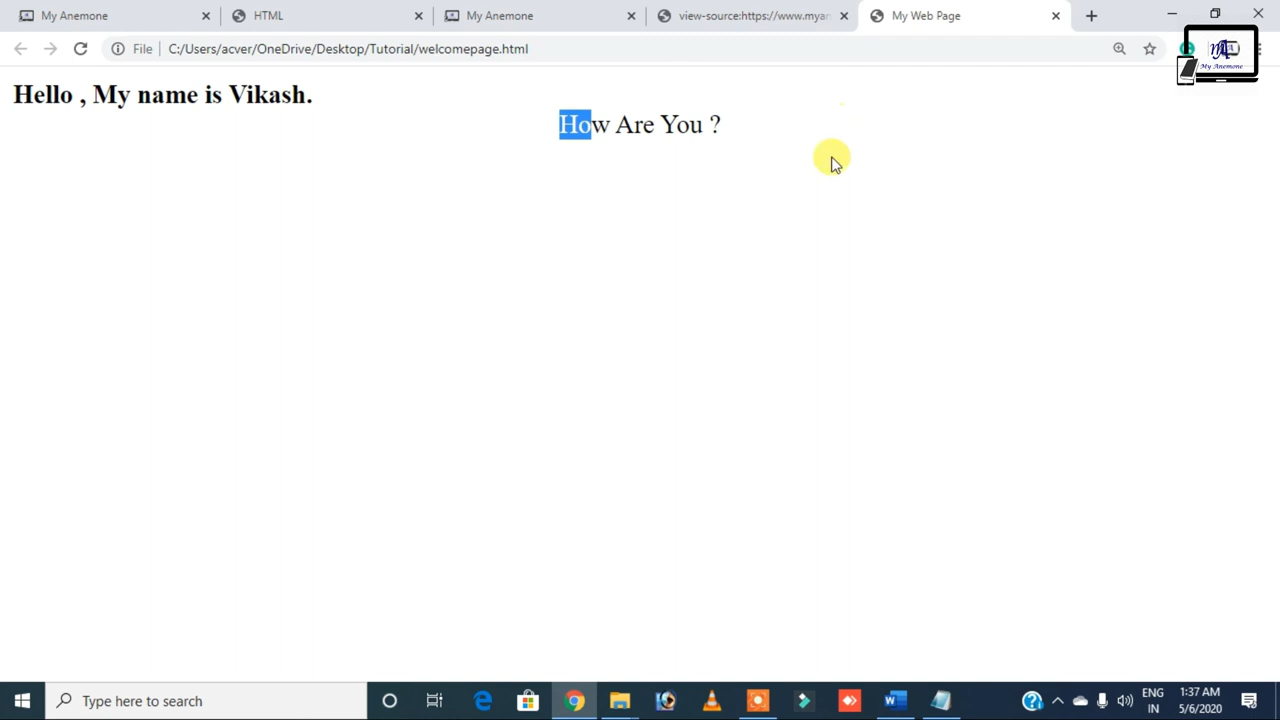 My Anemone
HTML
My Anemone
view-source:https://www.myan
My Web Page
File
C:/Users/acver/OneDrive/Desktop/Tutorial/welcomepage.html
My Anemone
Hello , My name is Vikash.
How Are You ?
Type here to search
ENG
IN
1:37 AM
5/6/2020